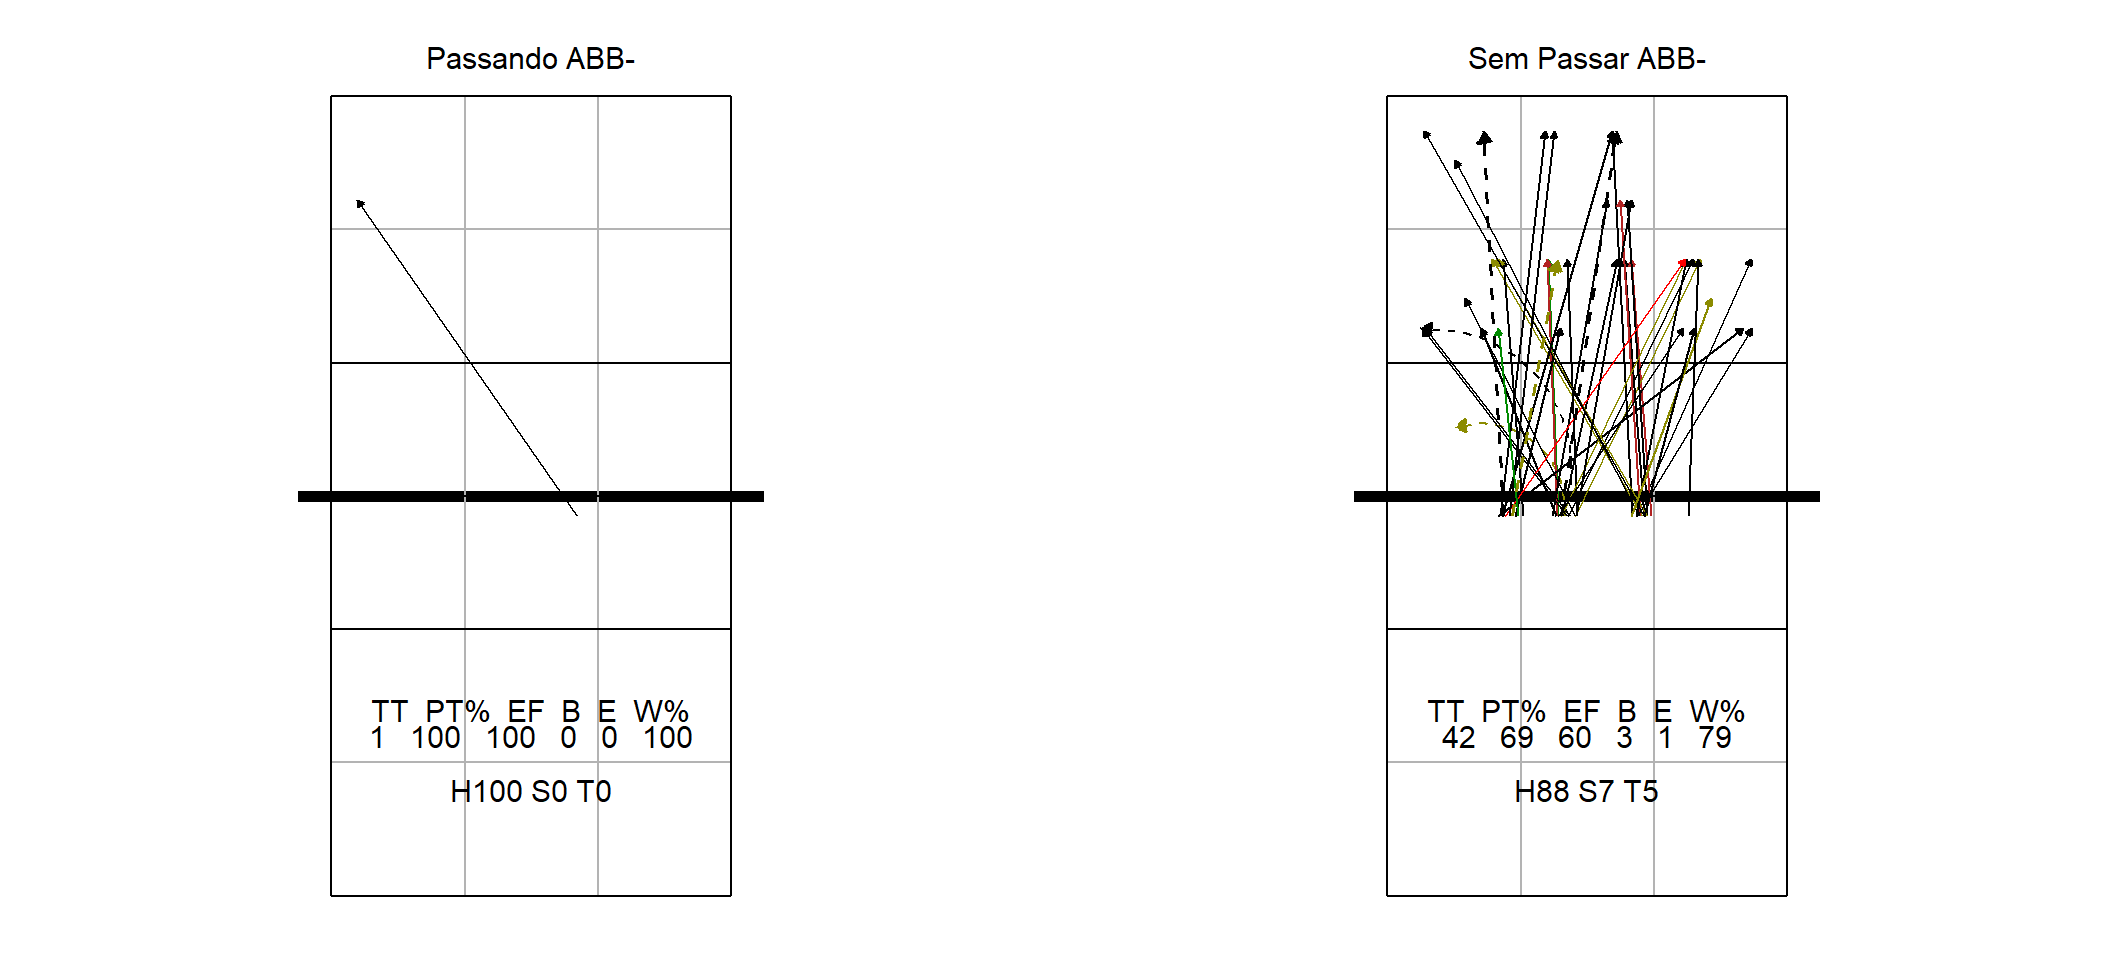 Passando ABB-
TT PT% EF B E W%
1 100 100 0 0 100
H100 S0 T0
Sem Passar ABB-
TT PT% EF B E W%
42 69 60 3 1 79
H88 S7 T5